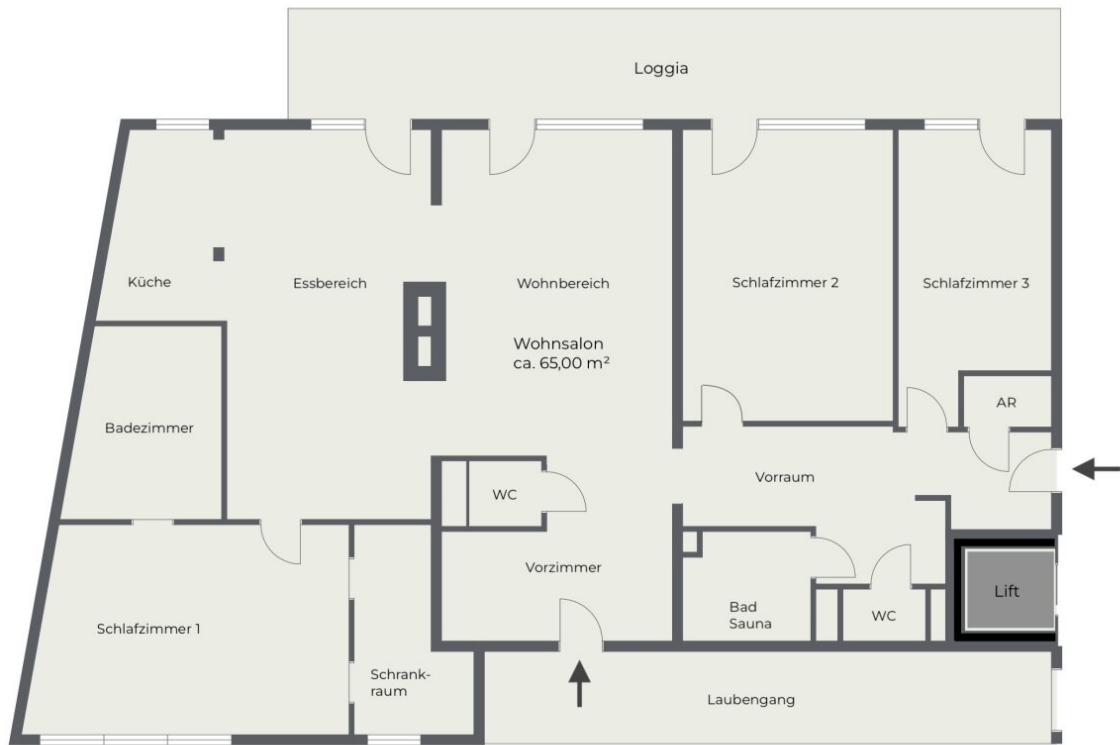 Loggia
Küche
Essbereich
Wohnbereich
Schlafzimmer 2
Schlafzimmer 3
Wohnsalon
ca. 65,00 m²
AR
Badezimmer
Vorraum
WC
Vorzimmer
Lift
Bad
Sauna
WC
Schlafzimmer 1
Schrank-
raum
Laubengang